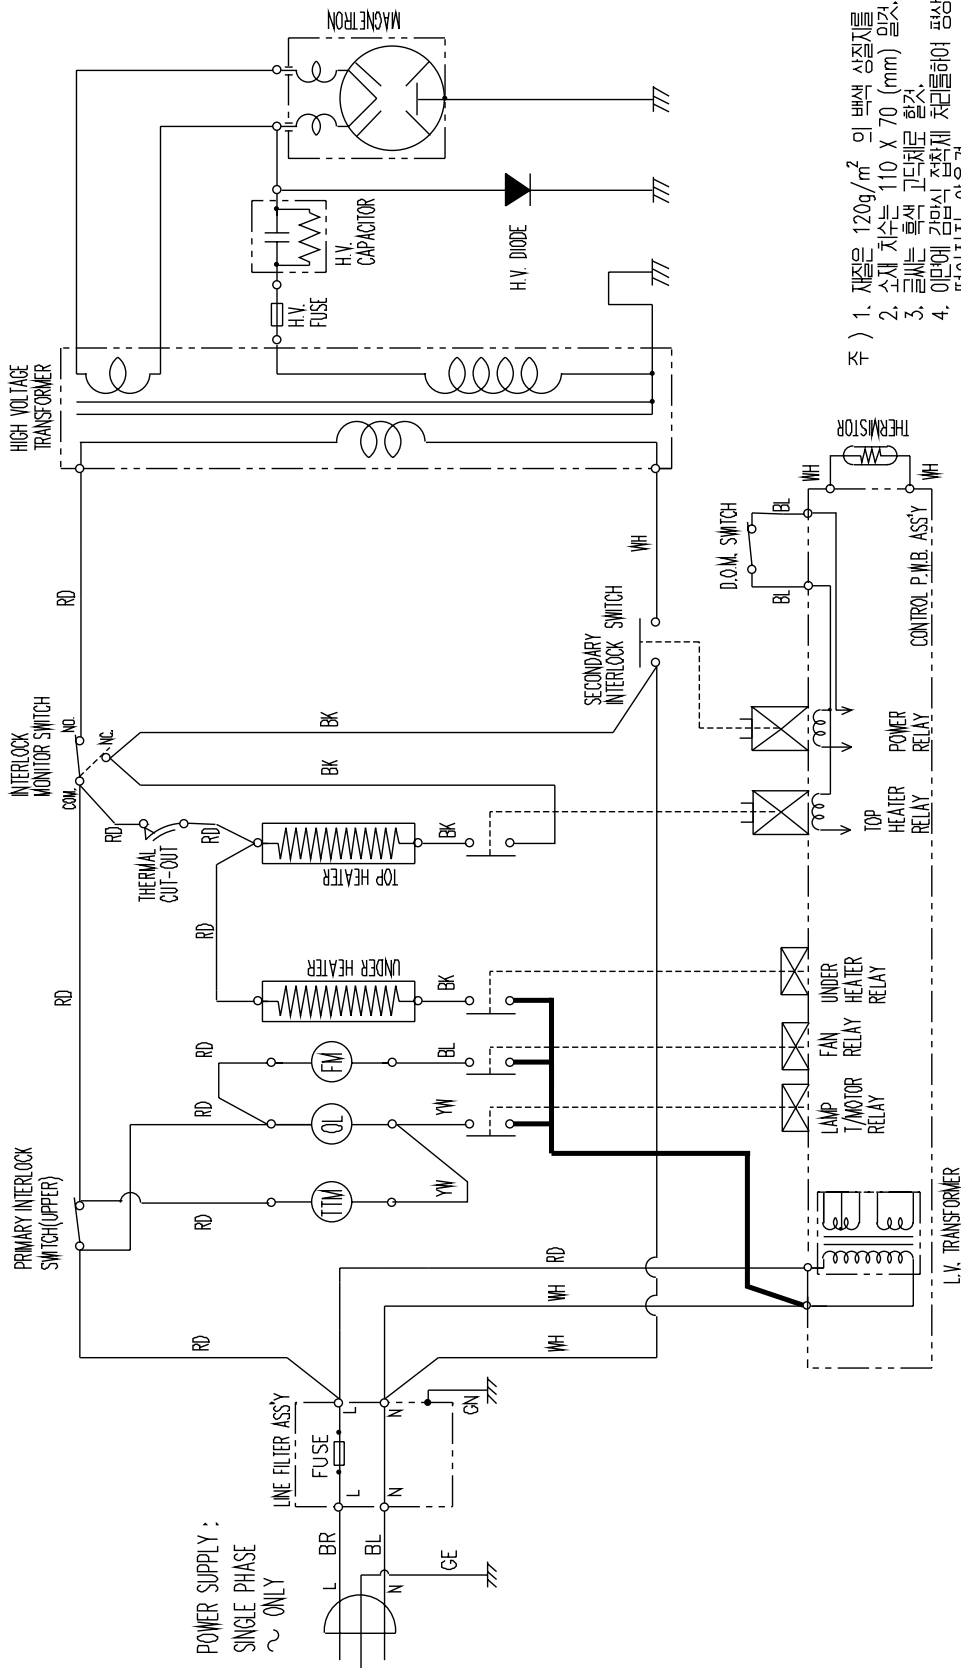 POWER SUPPLY :
SINGLE PHASE
~ ONLY
L
BR
BL
N
GE
LINE FILTER ASS'Y
FUSE
L
L
N
N
GN
RD
WH
RD
WH
PRIMARY INTERLOCK
SWITCH(UPPER)
RD
TTM
YW
RD
OL
YW
RD
FM
BL
RD
RD
UNDER HEATER
BK
THERMAL
CUT-OUT
RD
RD
TOP HEATER
BK
INTERLOCK
MONITOR SWITCH
COM.
NO.
NC.
BK
BK
RD
SECONDARY
INTERLOCK SWITCH
WH
HIGH VOLTAGE
TRANSFORMER
H.V.
FUSE
H.V.
CAPACITOR
H.V. DIODE
MAGNETRON
L.V. TRANSFORMER
LAMP
T/MOTOR
RELAY
FAN
RELAY
UNDER
HEATER
RELAY
TOP
HEATER
RELAY
POWER
RELAY
CONTROL P.W.B. ASS'Y
D.O.M. SWITCH
BL
BL
WH
WH
THERMISTOR
주 ) 1. 재질은 120g/m² 의 백색 상질지를
2. 소재 치수는 110 X 70 (mm) 일것.
3. 글씨는 흑색 고딕체로 할것.
4. 이면에 감압식 접착제 처리를하여 평상